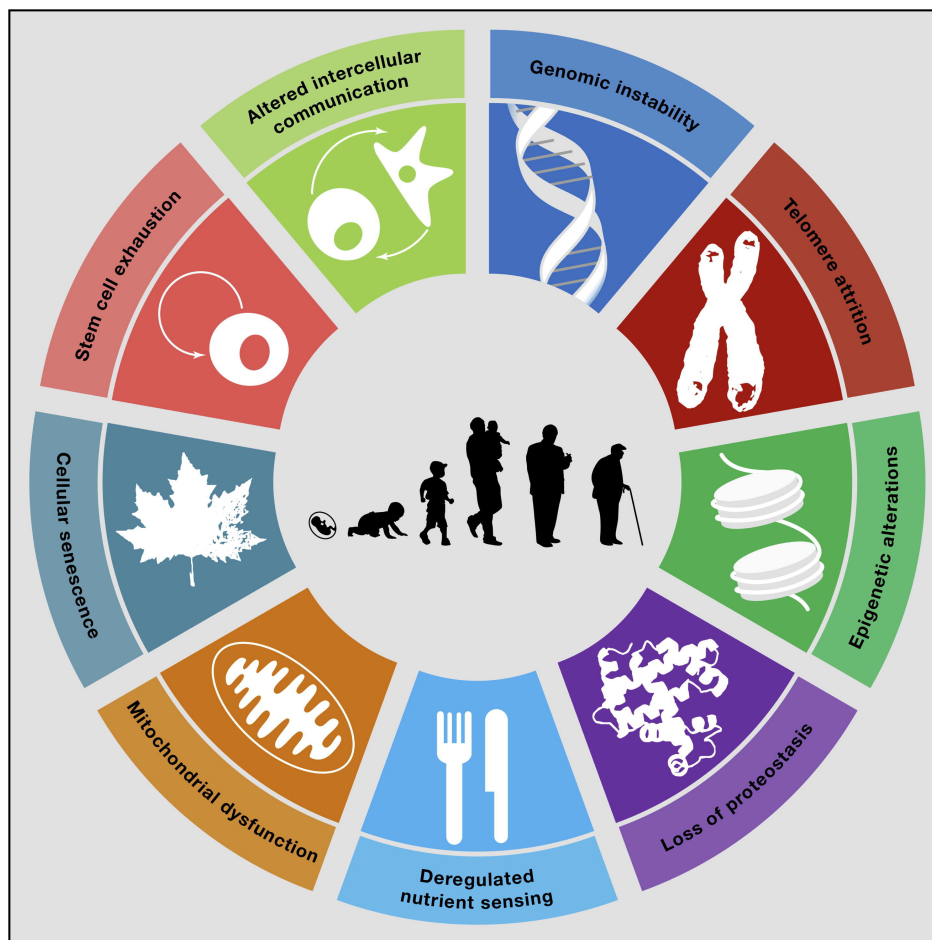 Genomic instability
Telomere attrition
Epigenetic alterations
Loss of proteostasis
Deregulated
nutrient sensing
Mitochondrial dysfunction
Cellular senescence
Stem cell exhaustion
Altered intercellular
communication